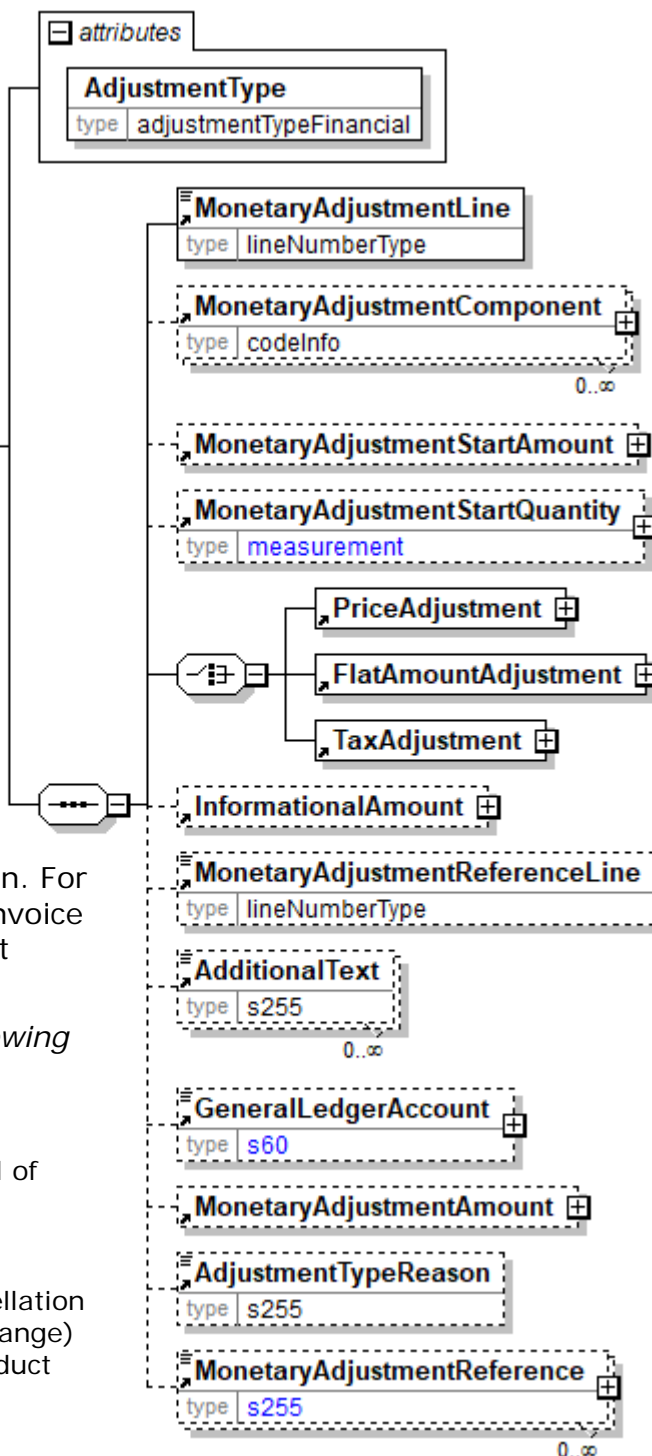 attributes
AdjustmentType
type adjustmentTypeFinancial
MonetaryAdjustmentLine
type lineNumberType
MonetaryAdjustmentComponent
type codeInfo
0..∞
MonetaryAdjustmentStartAmount
MonetaryAdjustmentStartQuantity
type measurement
PriceAdjustment
FlatAmountAdjustment
TaxAdjustment
InformationalAmount
MonetaryAdjustmentReferenceLine
type lineNumberType
AdditionalText
type s255
0..∞
GeneralLedgerAccount
type s60
MonetaryAdjustmentAmount
AdjustmentTypeReason
type s255
MonetaryAdjustmentReference
type s255
0..∞
n. For
nvoice
t
wing
of
ellation
ange)
duct